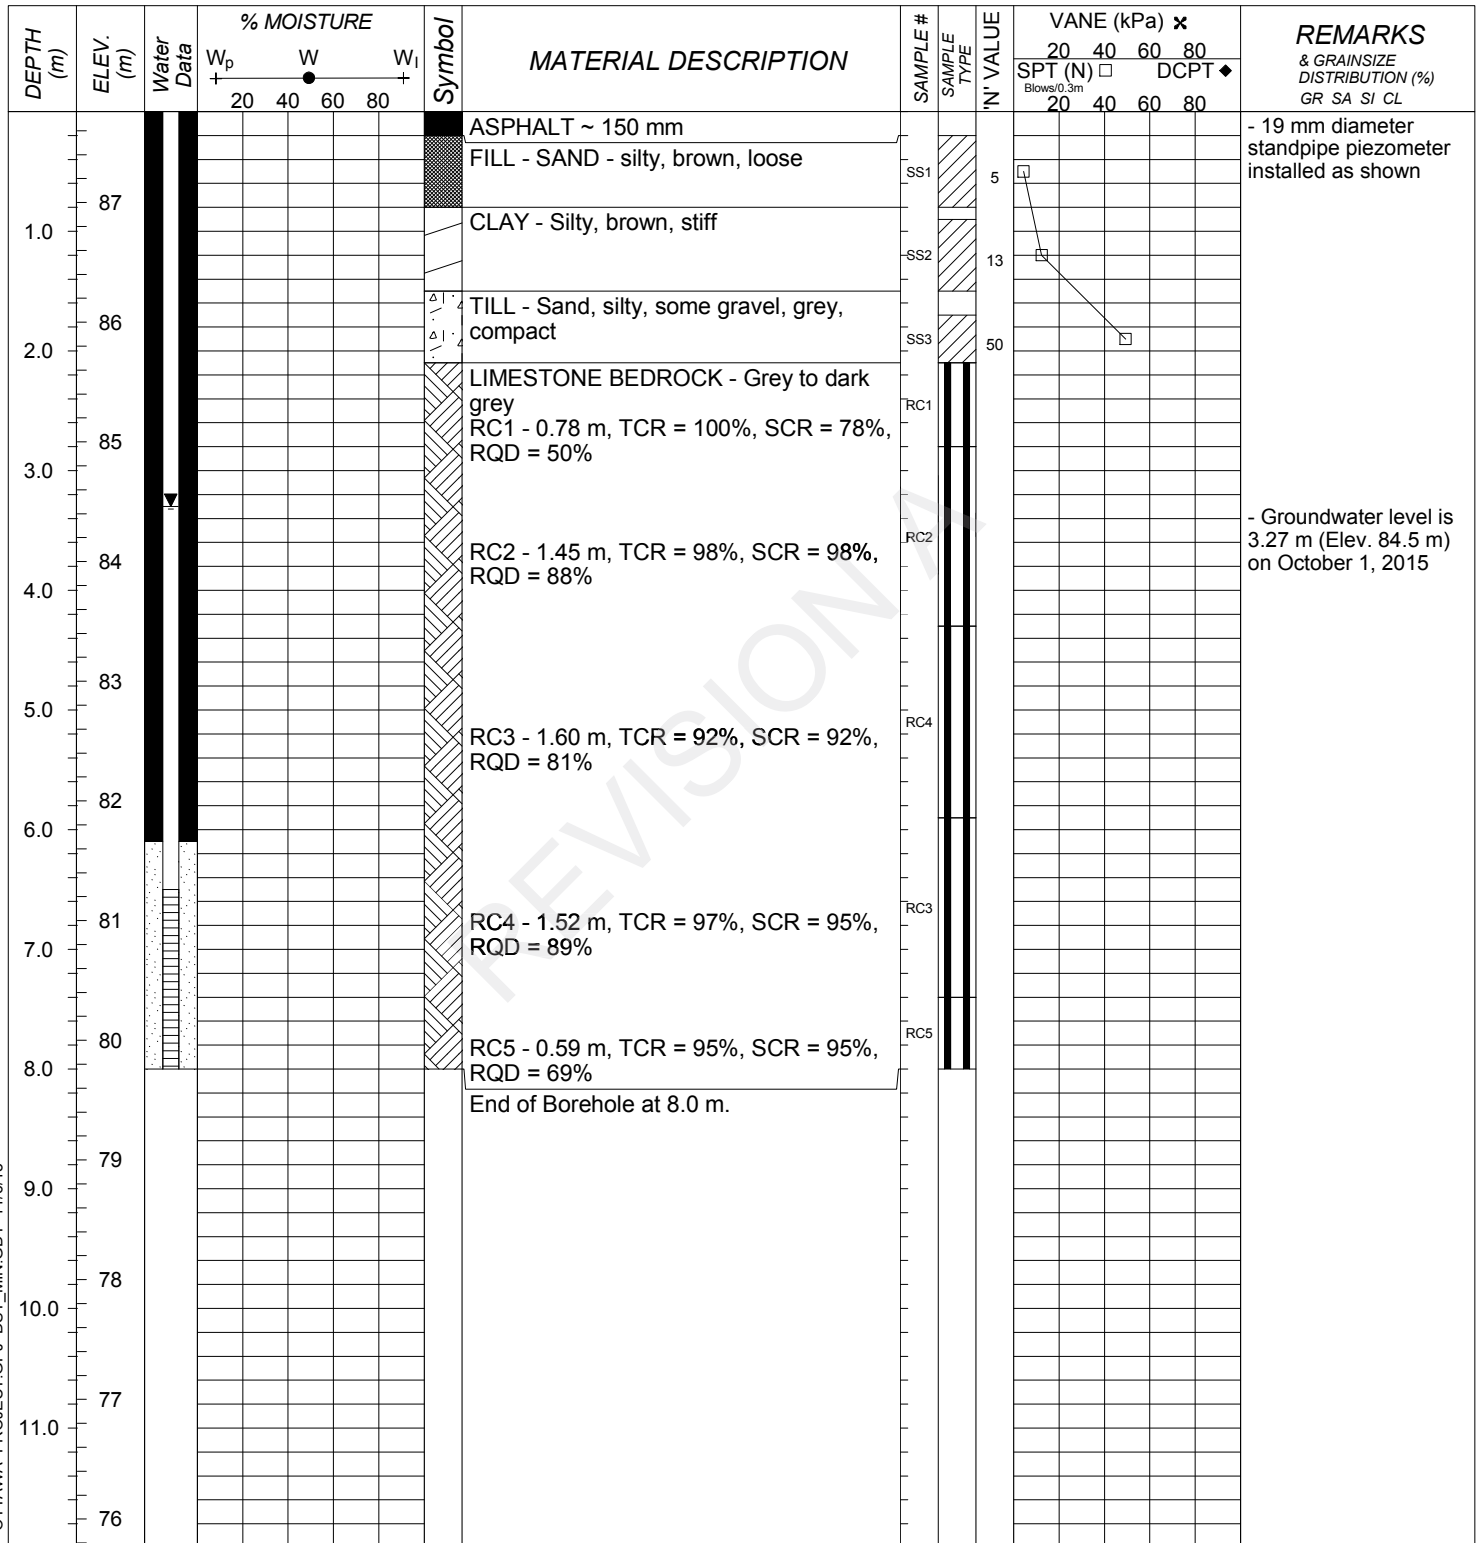 DEPTH (m)
ELEV. (m)
Water Data
% MOISTURE
Wp W Wl
20 40 60 80
Symbol
MATERIAL DESCRIPTION
SAMPLE #
SAMPLE TYPE
'N' VALUE
VANE (kPa)
20 40 60 80
SPT (N) DCPT
Blows/0.3m
20 40 60 80
REMARKS
& GRAINSIZE
DISTRIBUTION (%)
GR SA SI CL
ASPHALT ~ 150 mm
- 19 mm diameter
standpipe piezometer
installed as shown
FILL - SAND - silty, brown, loose
SS1
5
87
CLAY - Silty, brown, stiff
1.0
SS2
13
TILL - Sand, silty, some gravel, grey,
compact
86
SS3
50
2.0
LIMESTONE BEDROCK - Grey to dark
grey
RC1
RC1 - 0.78 m, TCR = 100%, SCR = 78%,
RQD = 50%
85
3.0
- Groundwater level is
3.27 m (Elev. 84.5 m)
on October 1, 2015
RC2
RC2 - 1.45 m, TCR = 98%, SCR = 98%,
RQD = 88%
84
4.0
83
5.0
RC4
RC3 - 1.60 m, TCR = 92%, SCR = 92%,
RQD = 81%
82
6.0
RC3
81
RC4 - 1.52 m, TCR = 97%, SCR = 95%,
RQD = 89%
7.0
RC5
80
RC5 - 0.59 m, TCR = 95%, SCR = 95%,
RQD = 69%
8.0
End of Borehole at 8.0 m.
79
9.0
78
10.0
77
11.0
76
REVISION A